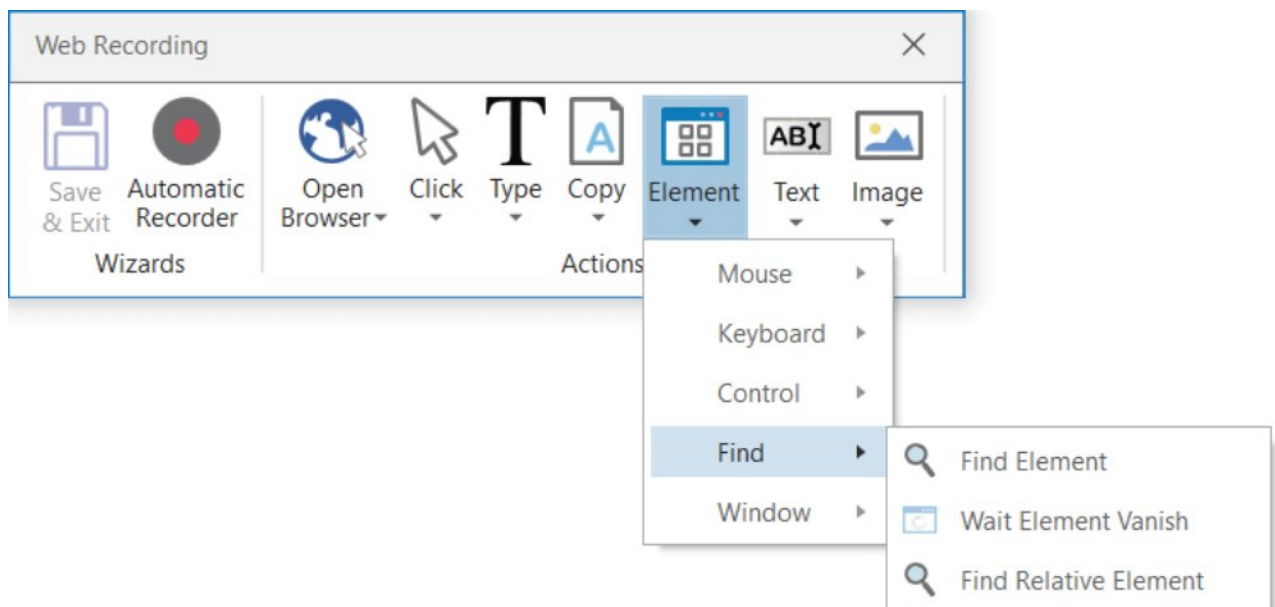 Web Recording
Save
& Exit
Automatic
Recorder
Open
Browser
Click
Type
Copy
A
Element
ABI
Text
Image
Wizards
Actions
Mouse
Keyboard
Control
Find
Window
Find Element
Wait Element Vanish
Find Relative Element